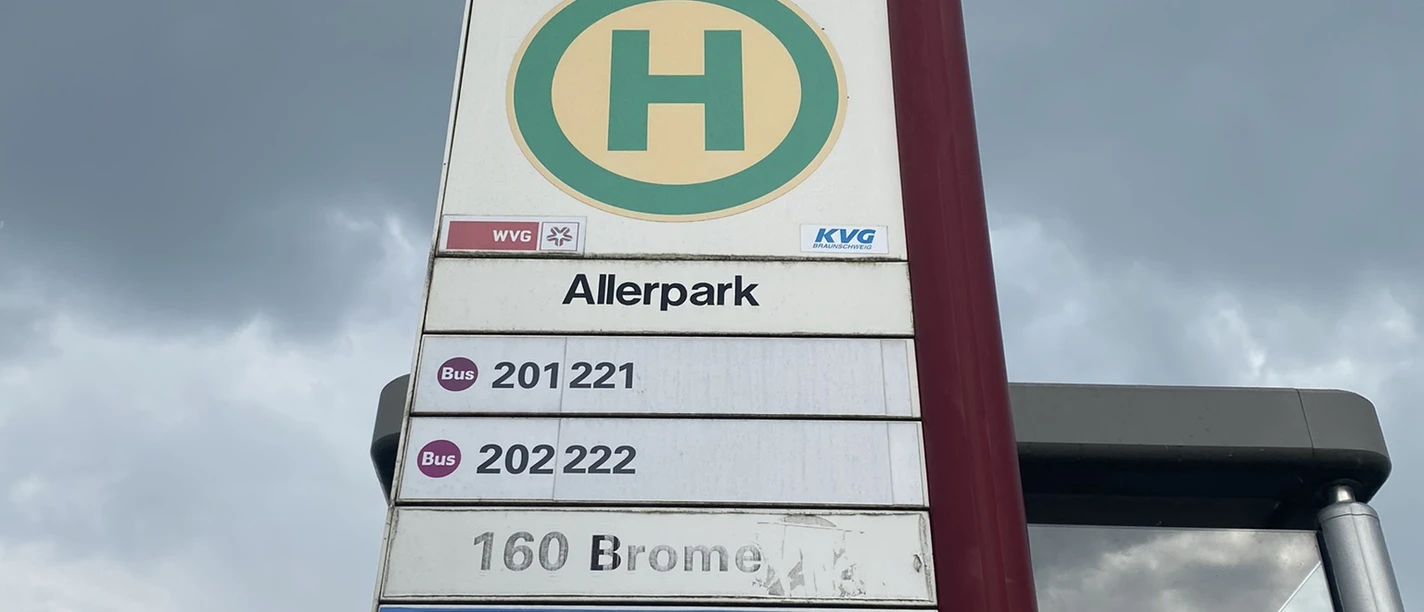 H
WVG
KVG
BRAUNSCHWEIG
Allerpark
Bus 201 221
Bus 202 222
160 Brome